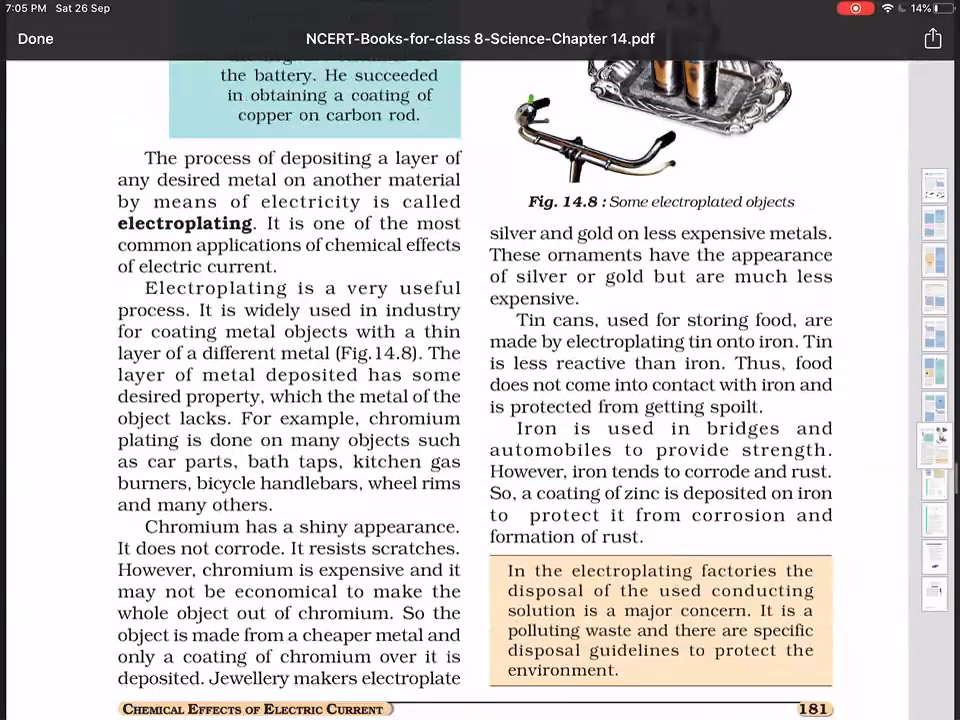 7:05 PM Sat 26 Sep
14%
Done
NCERT-Books-for-class 8-Science-Chapter 14.pdf
the battery. He succeeded
in obtaining a coating of
copper on carbon rod.
The process of depositing a layer of
any desired metal on another material
by means of electricity is called
electroplating. It is one of the most
common applications of chemical effects
of electric current.
Electroplating is a very useful
process. It is widely used in industry
for coating metal objects with a thin
layer of a different metal (Fig.14.8). The
layer of metal deposited has some
desired property, which the metal of the
object lacks. For example, chromium
plating is done on many objects such
as car parts, bath taps, kitchen gas
burners, bicycle handlebars, wheel rims
and many others.
Chromium has a shiny appearance.
It does not corrode. It resists scratches.
However, chromium is expensive and it
may not be economical to make the
whole object out of chromium. So the
object is made from a cheaper metal and
only a coating of chromium over it is
deposited. Jewellery makers electroplate
Fig. 14.8 : Some electroplated objects
silver and gold on less expensive metals.
These ornaments have the appearance
of silver or gold but are much less
expensive.
Tin cans, used for storing food, are
made by electroplating tin onto iron. Tin
is less reactive than iron. Thus, food
does not come into contact with iron and
is protected from getting spoilt.
Iron is used in bridges and
automobiles to provide strength.
However, iron tends to corrode and rust.
So, a coating of zinc is deposited on iron
to protect it from corrosion and
formation of rust.
In the electroplating factories the
disposal of the used conducting
solution is a major concern. It is a
polluting waste and there are specific
disposal guidelines to protect the
environment.
CHEMICAL EFFECTS OF ELECTRIC CURRENT
181